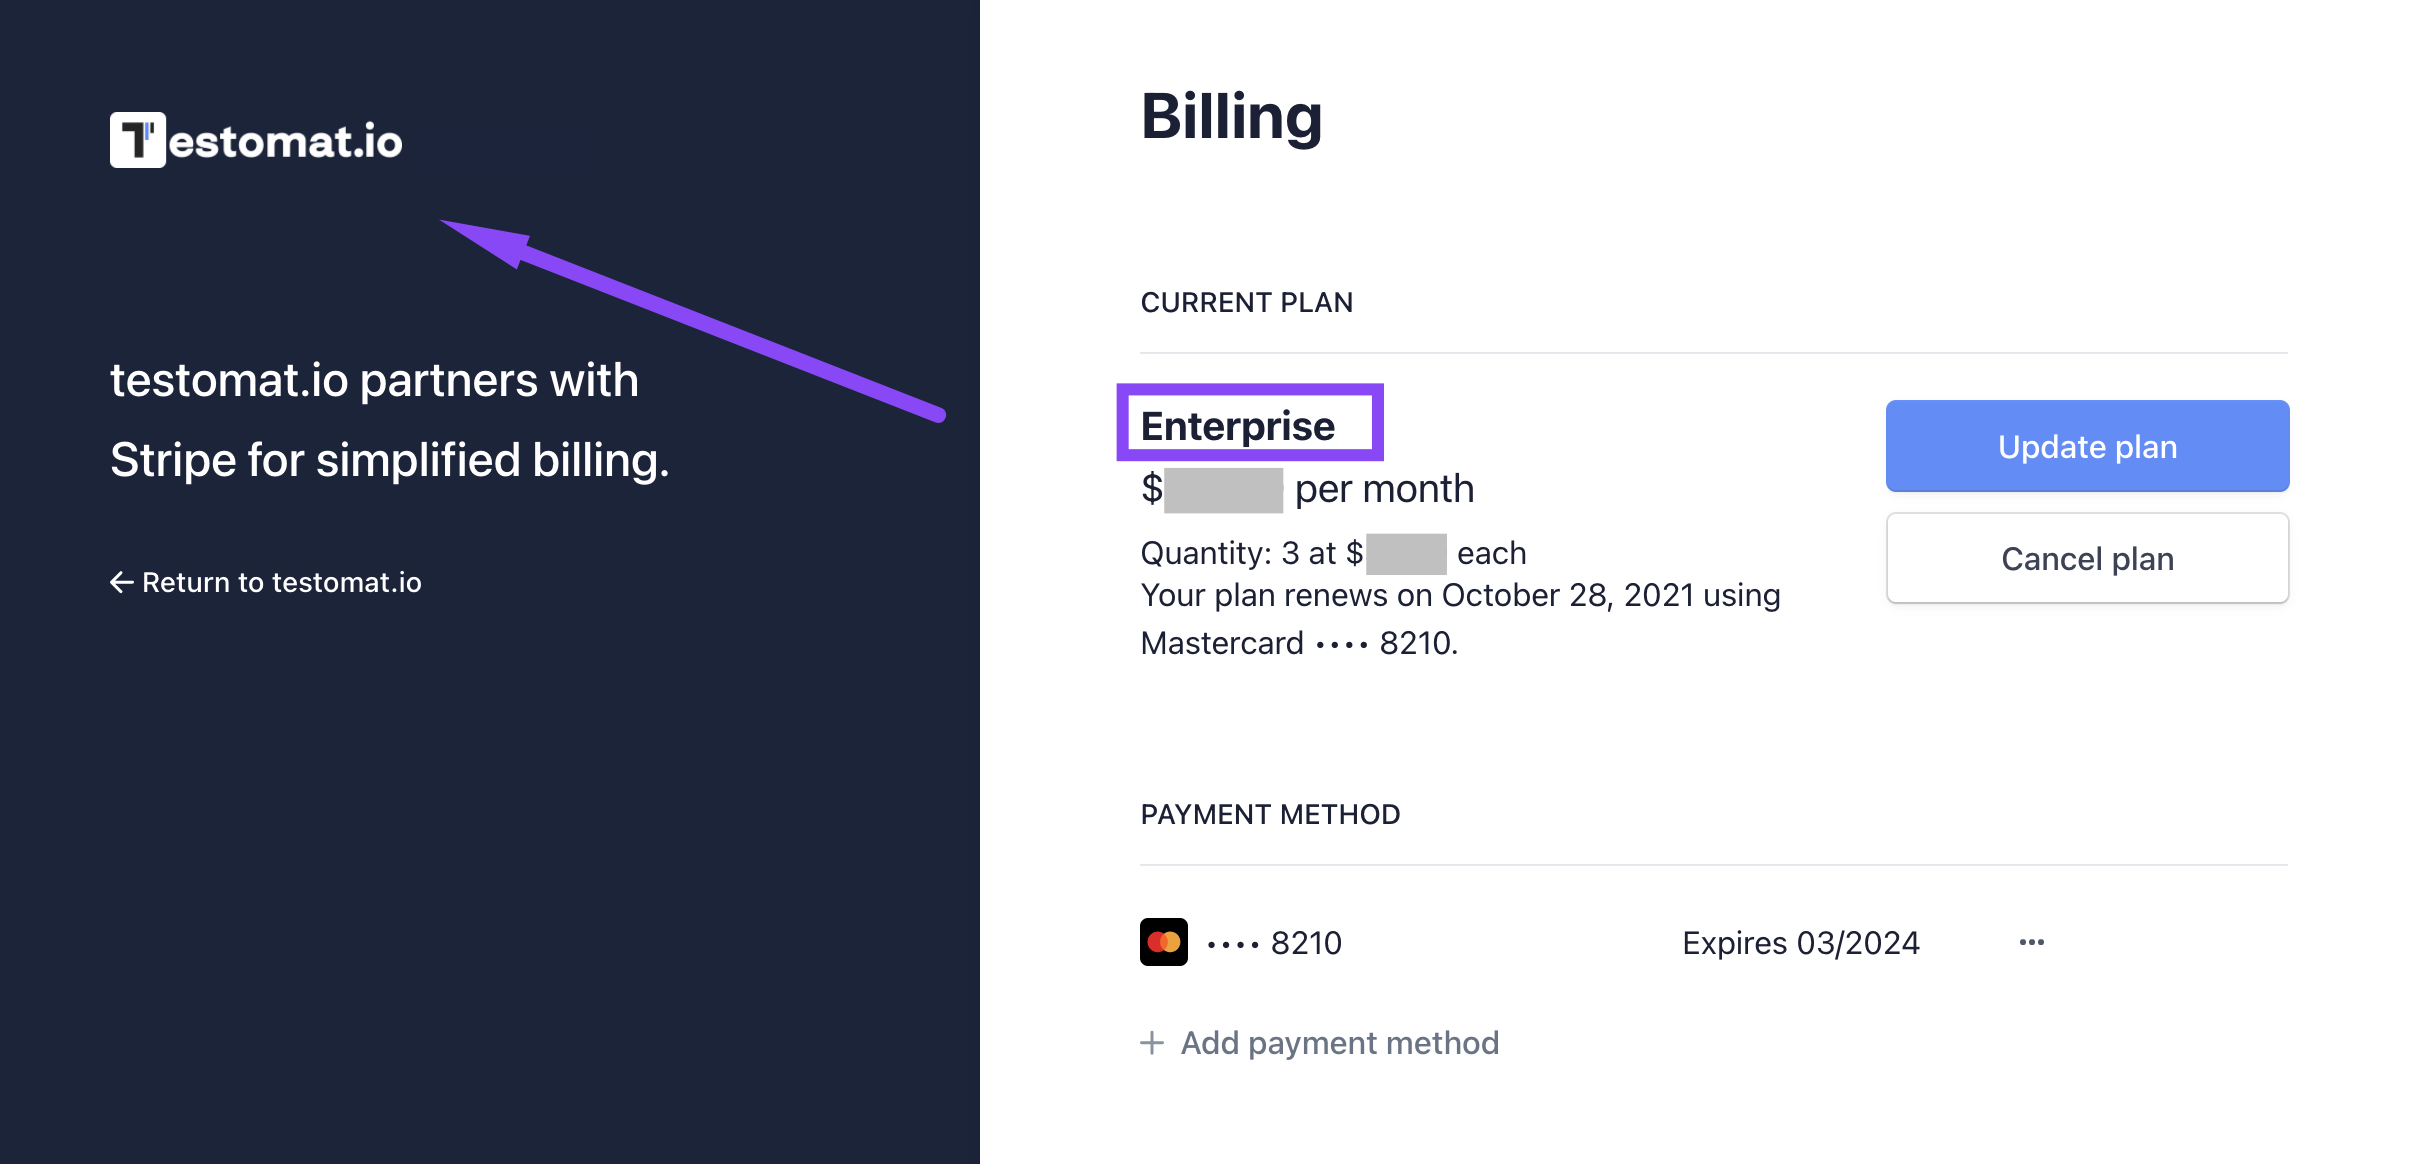 Testomat.io
testomat.io partners with
Stripe for simplified billing.
← Return to testomat.io
Billing
CURRENT PLAN
Enterprise
$ per month
Quantity: 3 at $ each
Your plan renews on October 28, 2021 using
Mastercard •••• 8210.
Update plan
Cancel plan
PAYMENT METHOD
•••• 8210
Expires 03/2024
•••
+ Add payment method